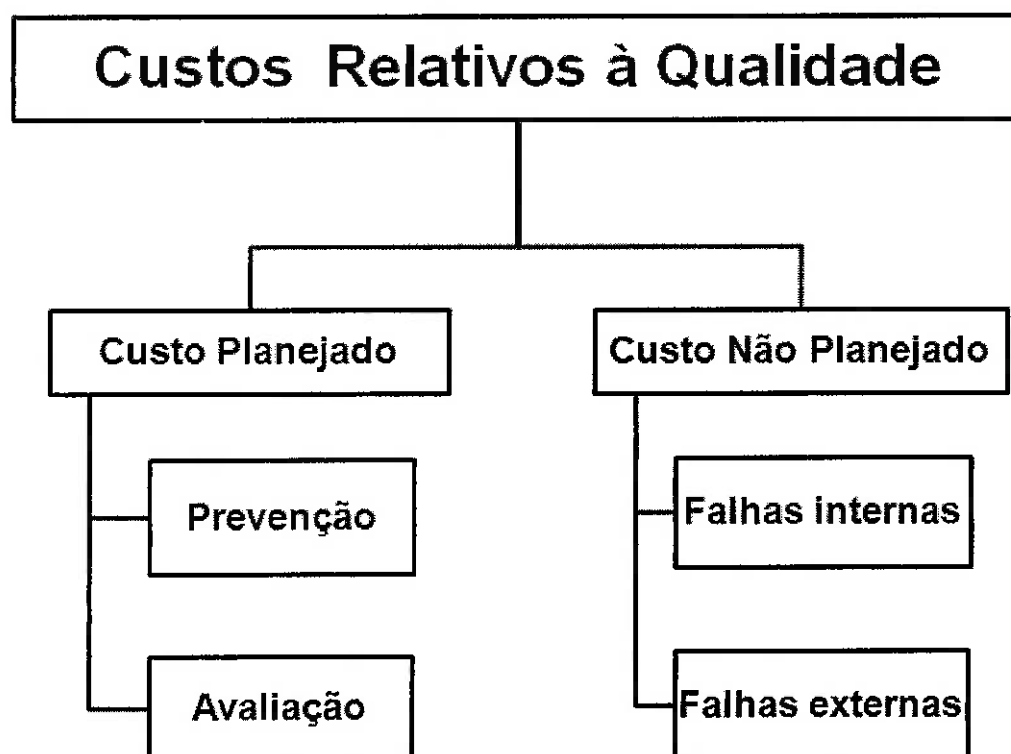 Custos Relativos à Qualidade
Custo Planejado
Custo Não Planejado
Prevenção
Falhas internas
Avaliação
Falhas externas